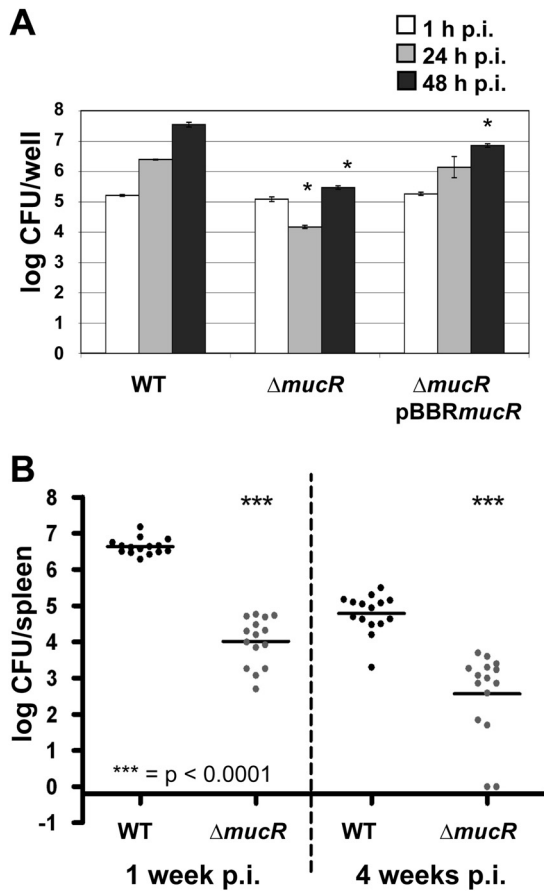 A
1 h p.i.
24 h p.i.
48 h p.i.
log CFU/well
8
7
6
5
4
3
2
1
0
*
*
*
WT
ΔmucR
ΔmucR
pBBRmucR
B
log CFU/spleen
8
7
6
5
4
3
2
1
0
-1
***
***
*** = p < 0.0001
WT
ΔmucR
WT
ΔmucR
1 week p.i.
4 weeks p.i.